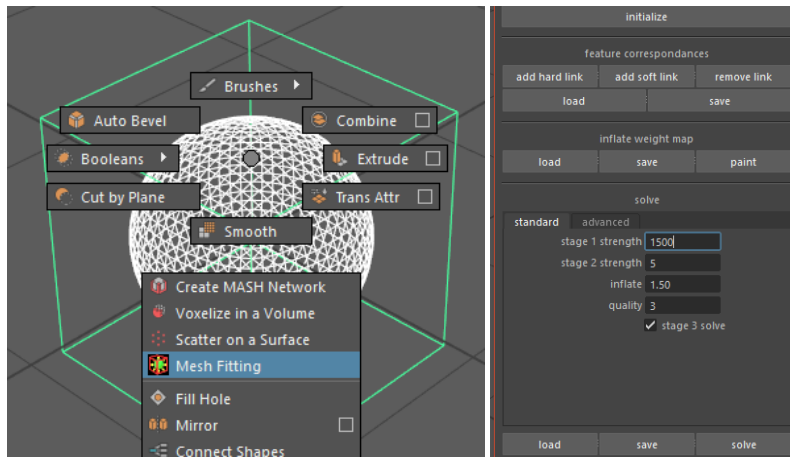 Brushes
Auto Bevel
Combine
Booleans
Extrude
Cut by Plane
Trans Attr
Smooth
Create MASH Network
Voxelize in a Volume
Scatter on a Surface
Mesh Fitting
Fill Hole
Mirror
Connect Shapes
initialize
feature correspondances
add hard link add soft link remove link
load save
inflate weight map
load save paint
solve
standard advanced
stage 1 strength 1500
stage 2 strength 5
inflate 1.50
quality 3
stage 3 solve
load save solve